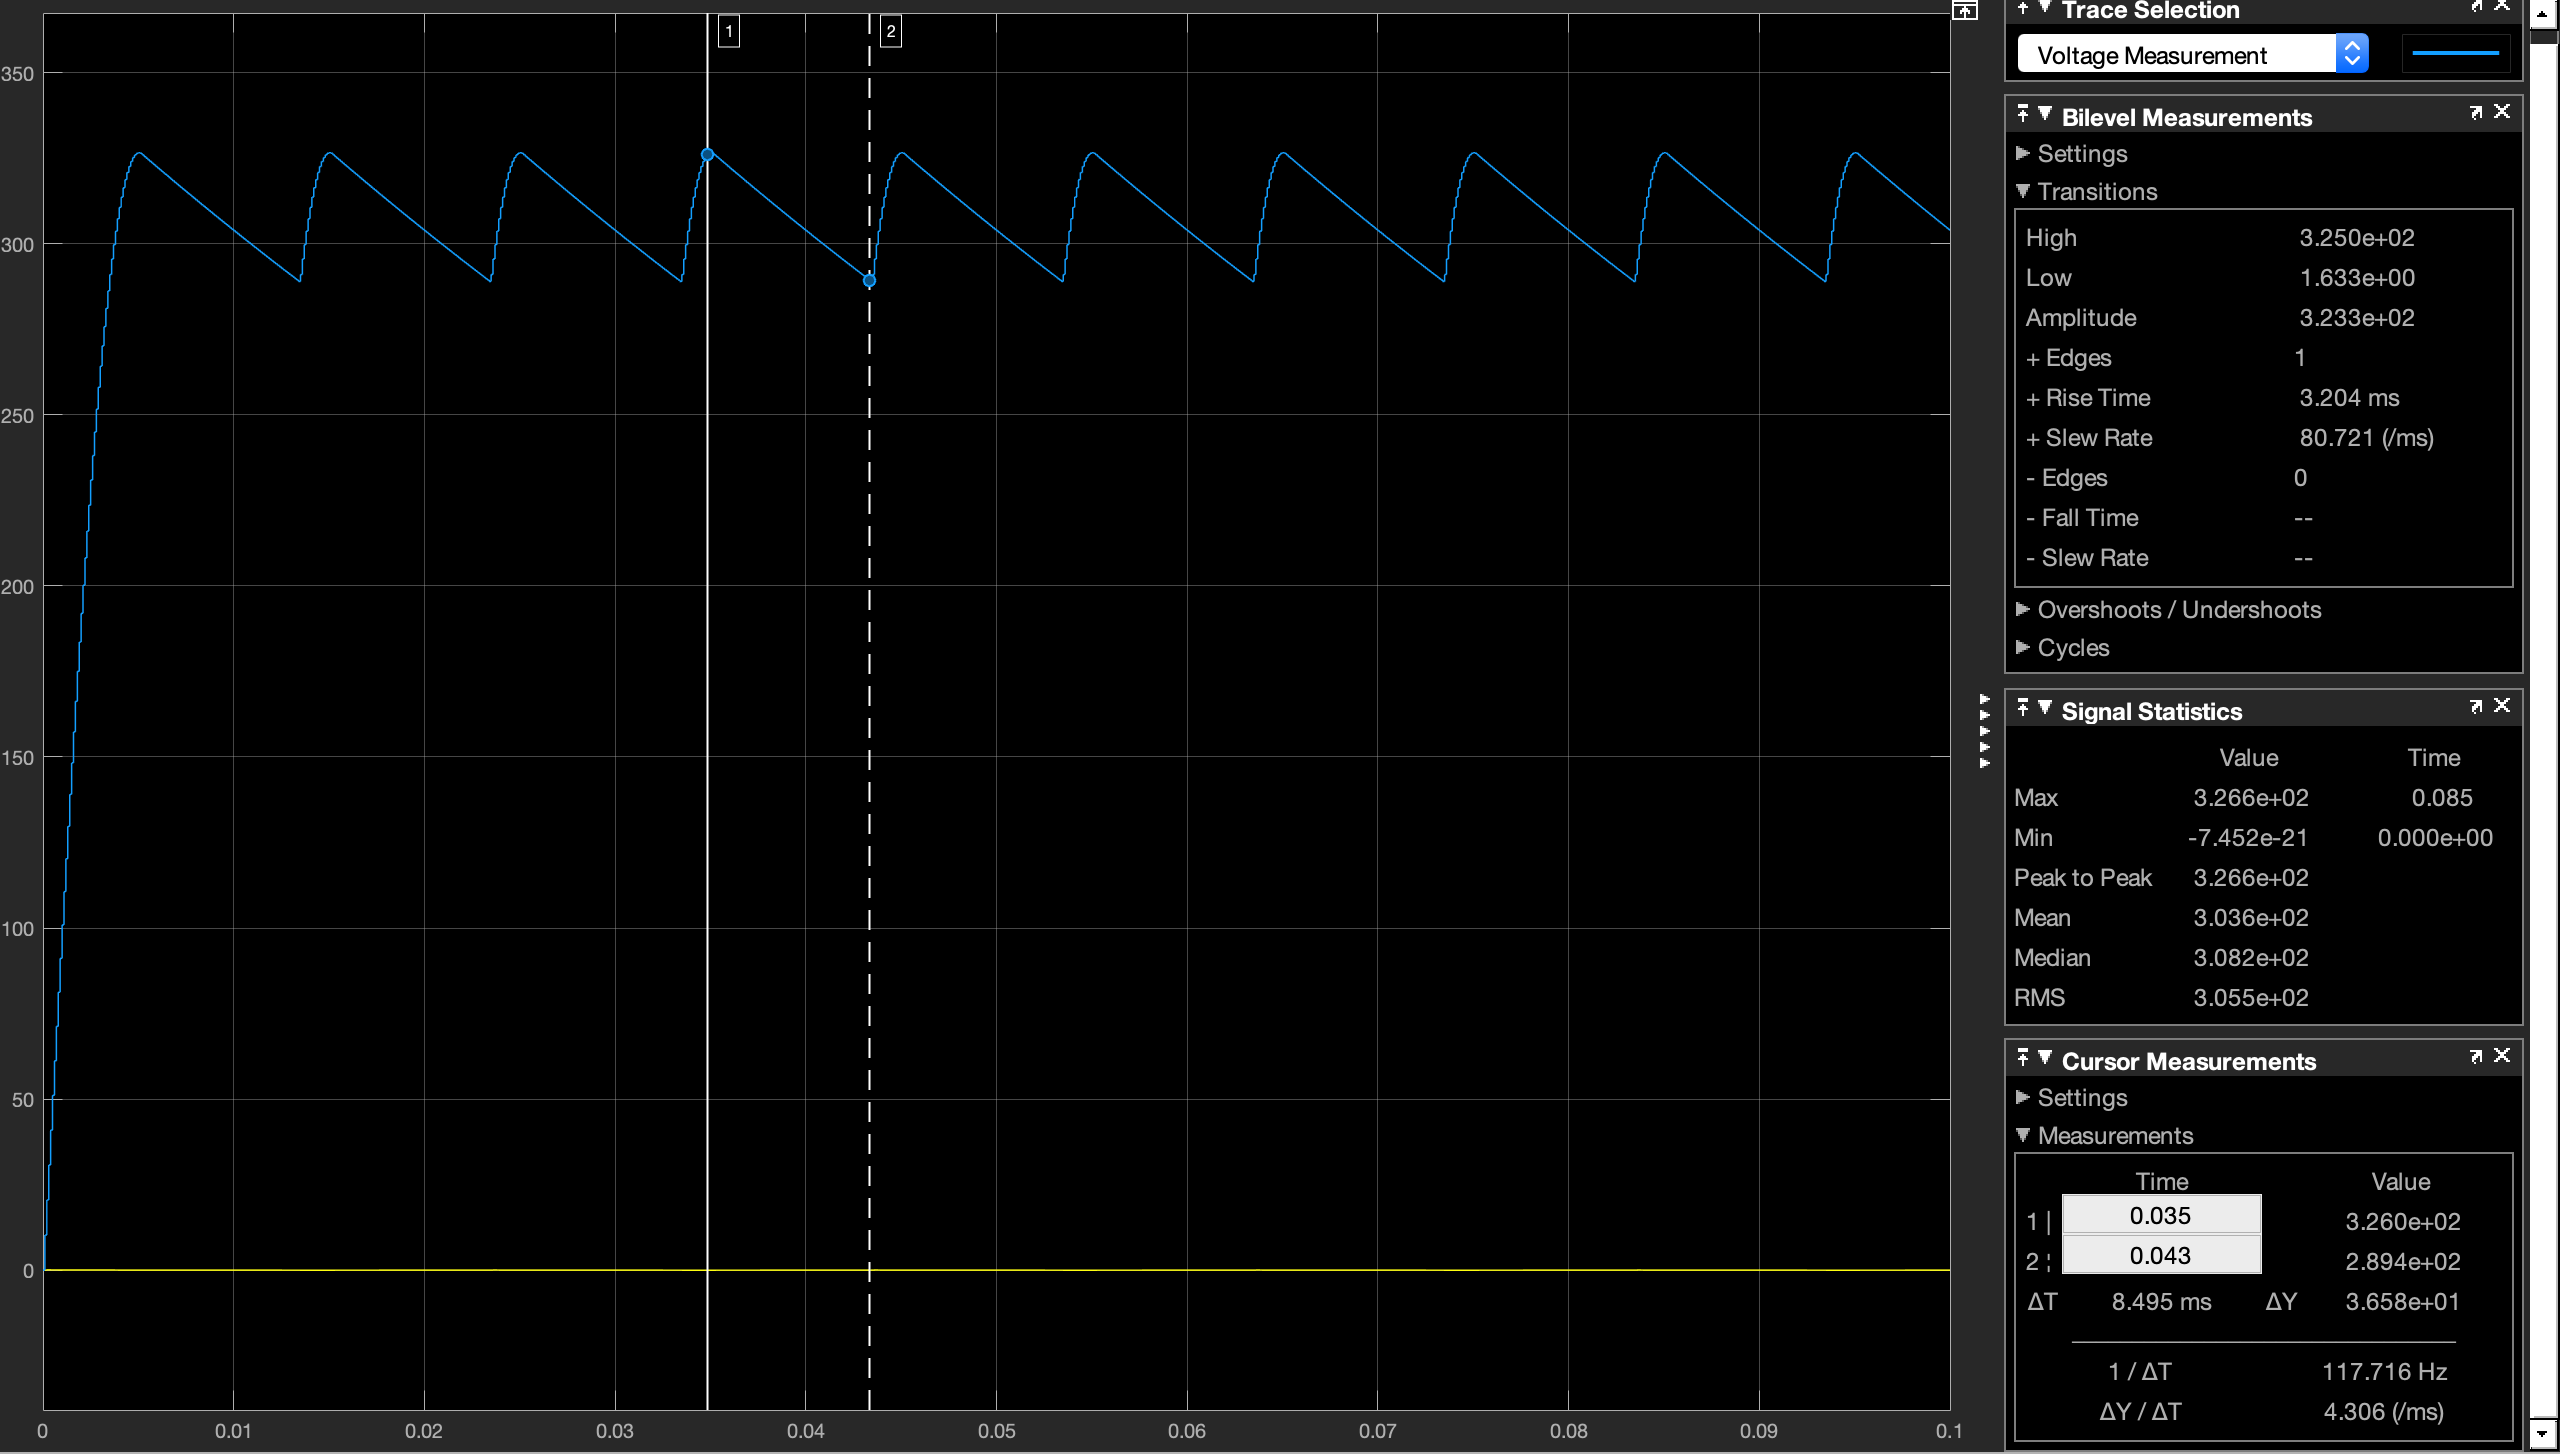 1
2
350
300
250
200
150
100
50
0
0 0.01 0.02 0.03 0.04 0.05 0.06 0.07 0.08 0.09 0.1
Trace Selection
Voltage Measurement
Bilevel Measurements
Settings
Transitions
High 3.250e+02
Low 1.633e+00
Amplitude 3.233e+02
+ Edges 1
+ Rise Time 3.204 ms
+ Slew Rate 80.721 (/ms)
- Edges 0
- Fall Time --
- Slew Rate --
Overshoots / Undershoots
Cycles
Signal Statistics
Value Time
Max 3.266e+02 0.085
Min -7.452e-21 0.000e+00
Peak to Peak 3.266e+02
Mean 3.036e+02
Median 3.082e+02
RMS 3.055e+02
Cursor Measurements
Settings
Measurements
Time Value
1 | 0.035 3.260e+02
2 ¦ 0.043 2.894e+02
ΔT 8.495 ms ΔY 3.658e+01
1 / ΔT 117.716 Hz
ΔY / ΔT 4.306 (/ms)